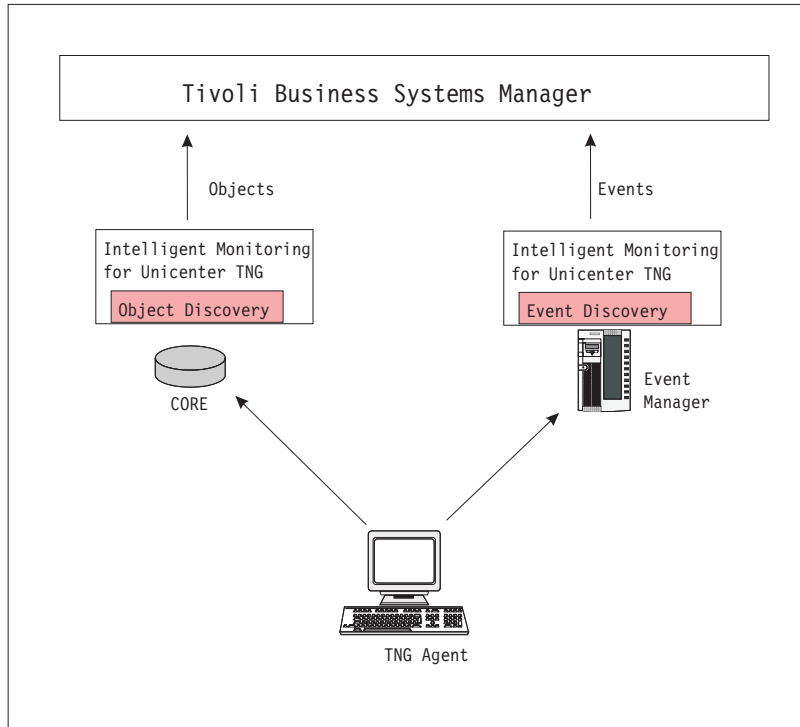 Tivoli Business Systems Manager
Objects
Events
Intelligent Monitoring
for Unicenter TNG
Object Discovery
Intelligent Monitoring
for Unicenter TNG
Event Discovery
CORE
Event
Manager
TNG Agent